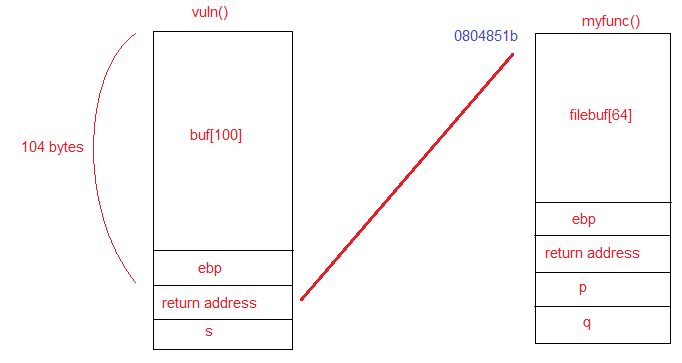 vuln()
104 bytes
buf[100]
ebp
return address
s
myfunc()
0804851b
filebuf[64]
ebp
return address
p
q